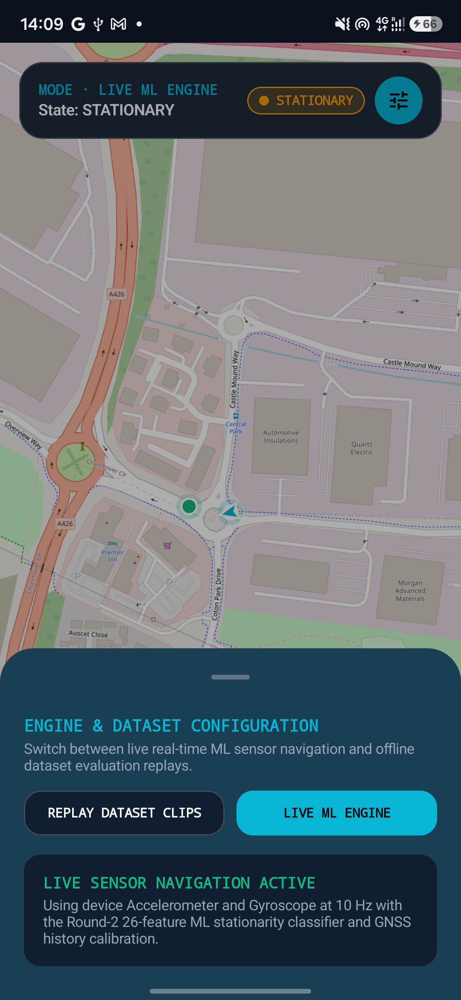 14:09
4G
R
66
MODE · LIVE ML ENGINE
State: STATIONARY
STATIONARY
A426
Castle Mound Way
Castle Mound Way
Central
Park
Automotive
Insulations
Quartz
Electric
Overview Way
Churchover CP
A426
Premier
Inn
P
P
Churchover CP
Coton Park Drive
Morgan
Advanced
Materials
Avocet Close
ENGINE & DATASET CONFIGURATION
Switch between live real-time ML sensor navigation and offline
dataset evaluation replays.
REPLAY DATASET CLIPS
LIVE ML ENGINE
LIVE SENSOR NAVIGATION ACTIVE
Using device Accelerometer and Gyroscope at 10 Hz with
the Round-2 26-feature ML stationarity classifier and GNSS
history calibration.